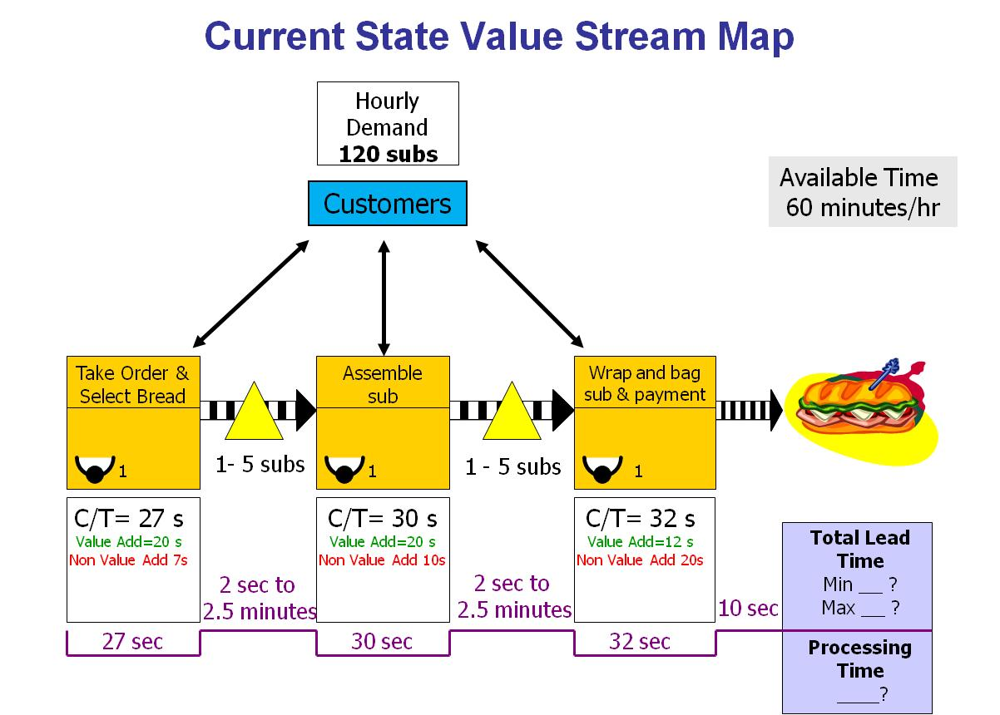 Current State Value Stream Map
Hourly
Demand
120 subs
Customers
Available Time
60 minutes/hr
Take Order &
Select Bread
1
1- 5 subs
Assemble
sub
1
1 - 5 subs
Wrap and bag
sub & payment
1
C/T= 27 s
Value Add=20 s
Non Value Add 7s
C/T= 30 s
Value Add=20 s
Non Value Add 10s
C/T= 32 s
Value Add=12 s
Non Value Add 20s
2 sec to
2.5 minutes
2 sec to
2.5 minutes
10 sec
27 sec
30 sec
32 sec
Total Lead
Time
Min ___ ?
Max ___ ?
Processing
Time
____?